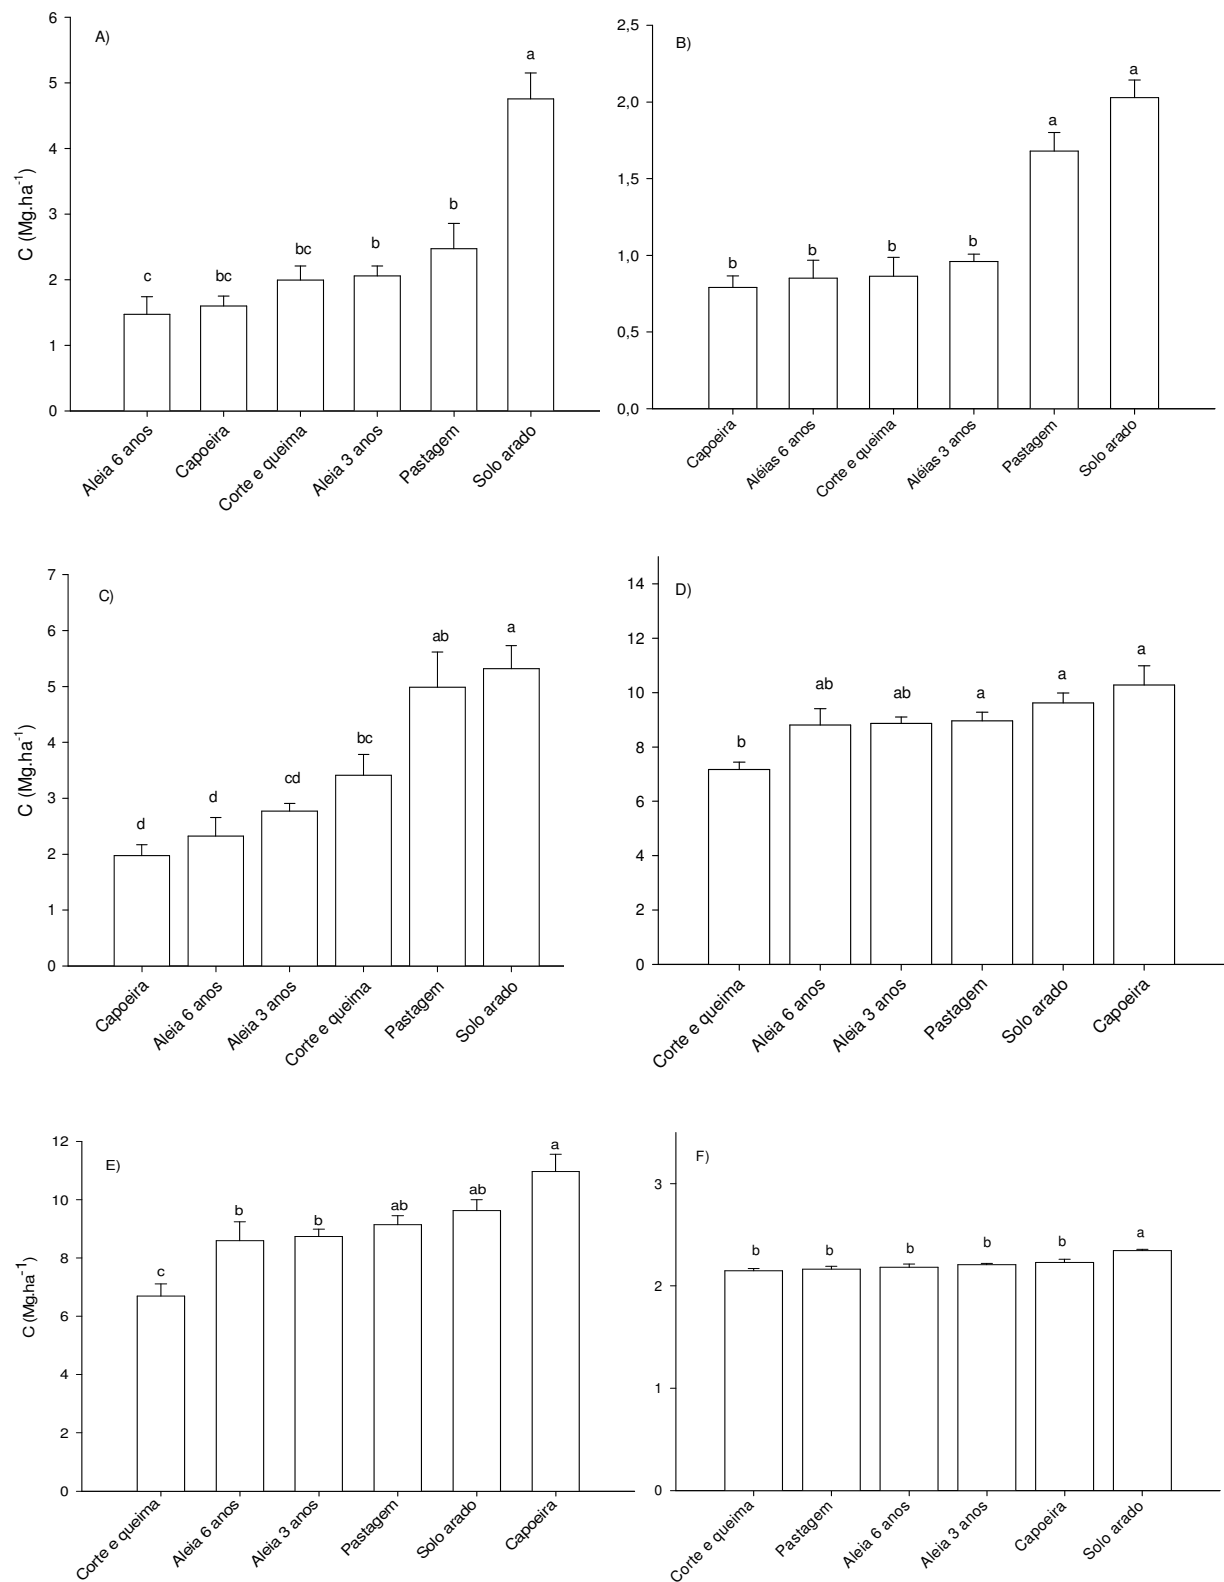 A)
C (Mg.ha⁻¹)
6
5
4
3
2
1
0
c
bc
bc
b
b
a
Aleia 6 anos
Capoeira
Corte e queima
Aleia 3 anos
Pastagem
Solo arado
B)
2,5
2,0
1,5
1,0
0,5
0,0
b
b
b
b
a
a
Capoeira
Aléias 6 anos
Corte e queima
Aléias 3 anos
Pastagem
Solo arado
C)
C (Mg.ha⁻¹)
7
6
5
4
3
2
1
0
d
d
cd
bc
ab
a
Capoeira
Aleia 6 anos
Aleia 3 anos
Corte e queima
Pastagem
Solo arado
D)
14
12
10
8
6
4
2
0
b
ab
ab
a
a
a
Corte e queima
Aleia 6 anos
Aleia 3 anos
Pastagem
Solo arado
Capoeira
E)
C (Mg.ha⁻¹)
12
10
8
6
4
2
0
c
b
b
ab
ab
a
Corte e queima
Aleia 6 anos
Aleia 3 anos
Pastagem
Solo arado
Capoeira
F)
3
2
1
0
b
b
b
b
b
a
Corte e queima
Pastagem
Aleia 6 anos
Aleia 3 anos
Capoeira
Solo arado